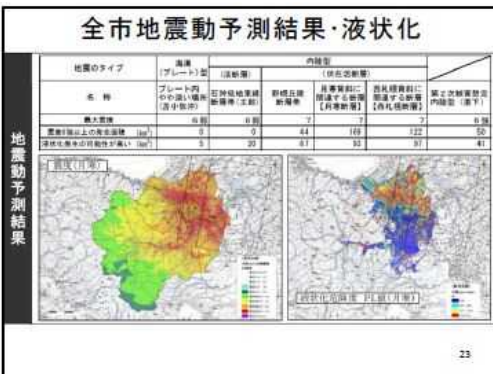 全市地震動予測結果・液状化
地震のタイプ
海溝
(プレート)型
内陸型
(活断層)
(伏在活断層)
名 称
プレート内
やや深い場所
(苫小牧沖)
石狩低地東縁
断層帯(主部)
野幌丘陵
断層帯
月寒背斜に
関連する断層
【月寒断層】
西札幌背斜に
関連する断層
【西札幌断層】
第2次被害想定
内陸型(直下)
最大震度 6弱 6弱 7 7 7 6強
震度6強以上の発生面積 (km²) 0 0 44 169 122 50
液状化発生の可能性が高い (km²) 5 20 67 93 97 41
地震動予測結果
震度(月寒)
液状化危険度 PL値(月寒)
23